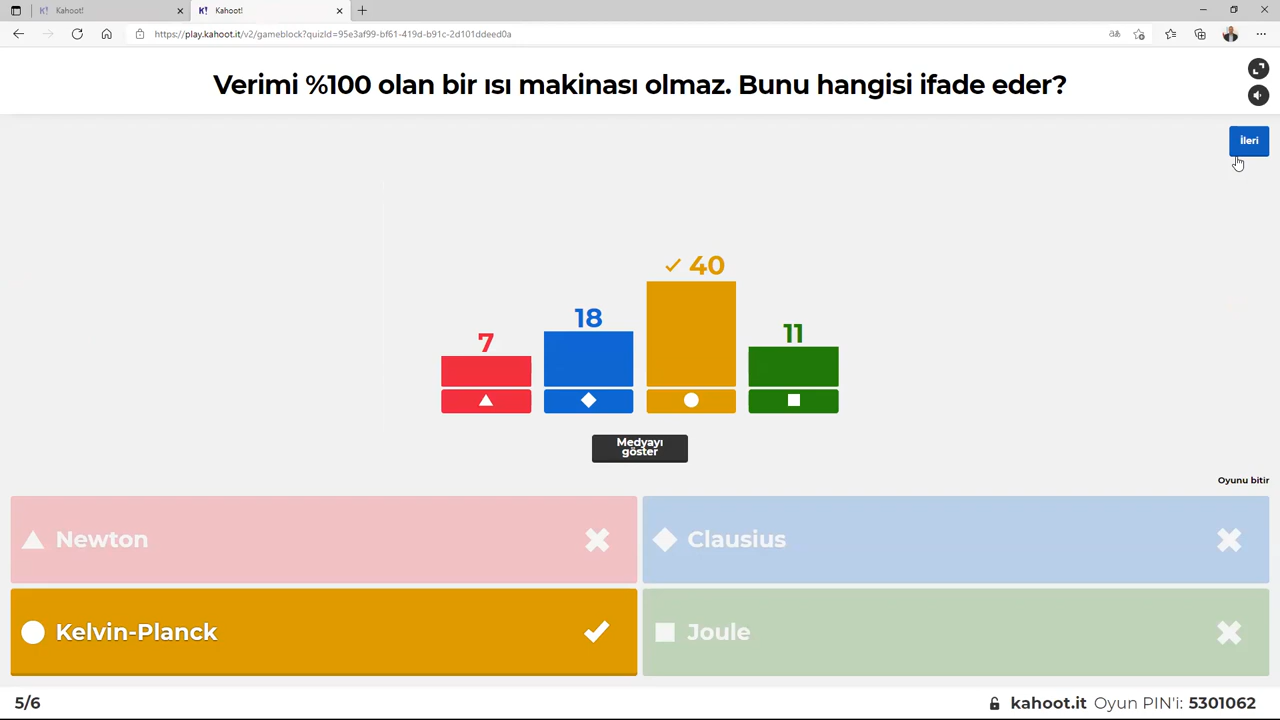 Kahoot!
Kahoot!
https://play.kahoot.it/v2/gameblock?quizId=95e3af99-bf61-419d-b91c-2d101ddeed0a
Verimi %100 olan bir ısı makinası olmaz. Bunu hangisi ifade eder?
İleri
7
18
40
11
Medyayı
göster
Oyunu bitir
Newton
Clausius
Kelvin-Planck
Joule
5/6
kahoot.it Oyun PIN'i: 5301062